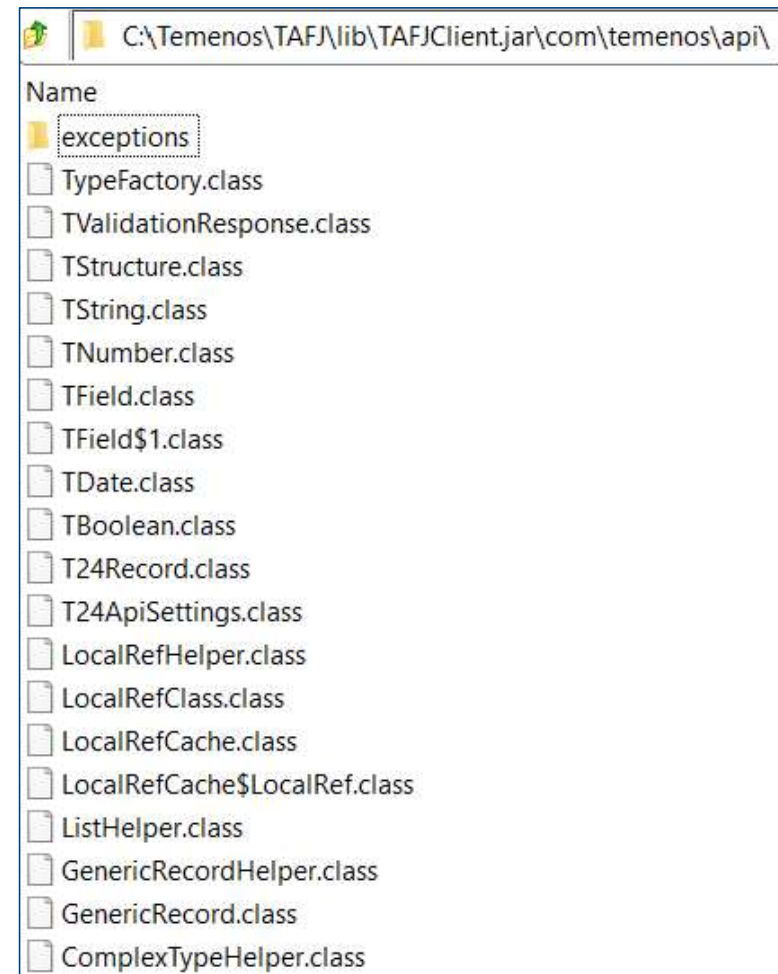 C:\Temenos\TAFJ\lib\TAFJClient.jar\com\temenos\api\
Name
exceptions
TypeFactory.class
TValidationResponse.class
TStructure.class
TString.class
TNumber.class
TField.class
TField$1.class
TDate.class
TBoolean.class
T24Record.class
T24ApiSettings.class
LocalRefHelper.class
LocalRefClass.class
LocalRefCache.class
LocalRefCache$LocalRef.class
ListHelper.class
GenericRecordHelper.class
GenericRecord.class
ComplexTypeHelper.class